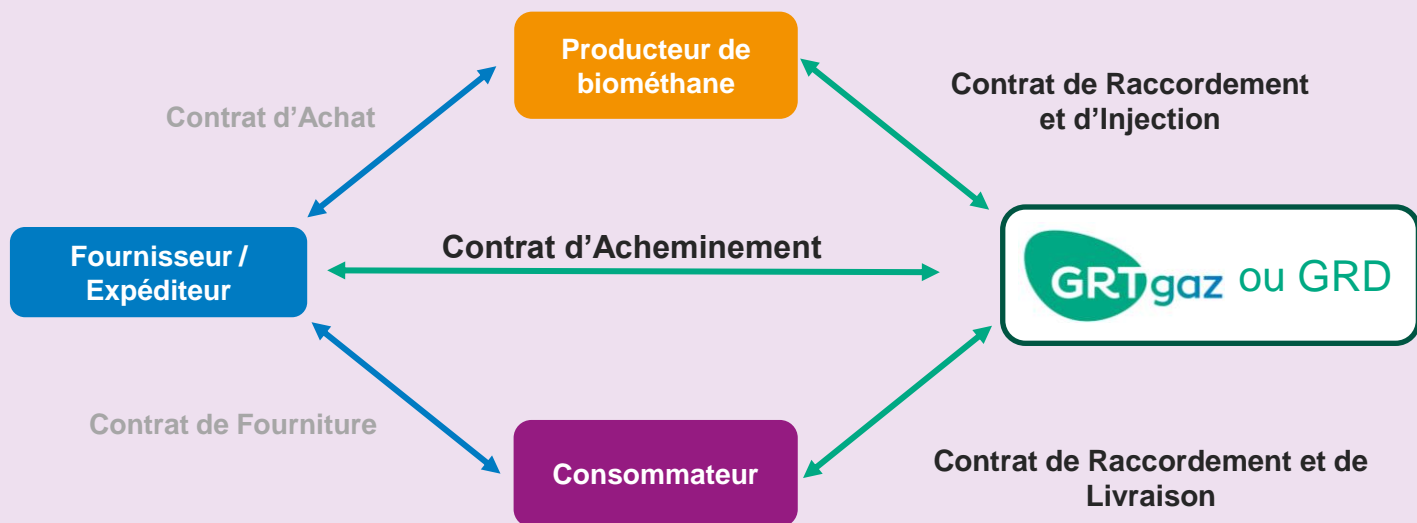 Producteur de
biométhane
Contrat de Raccordement
et d’Injection
Contrat d’Achat
Contrat d’Acheminement
Fournisseur /
Expéditeur
GRTgaz ou GRD
Contrat de Fourniture
Consommateur
Contrat de Raccordement et de
Livraison